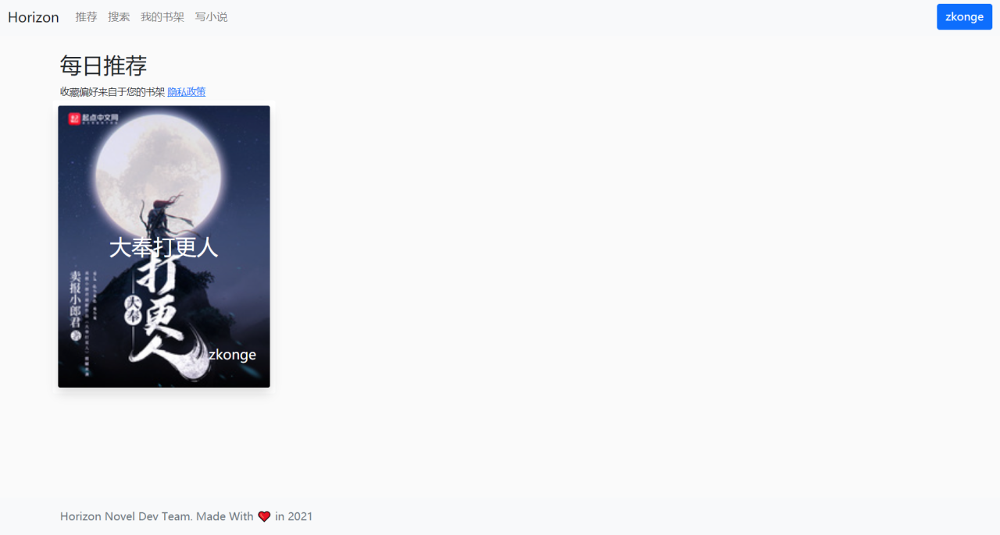 Horizon 推荐 搜索 我的书架 写小说 zkonge
每日推荐
收藏偏好来自于您的书架 隐私政策
起点中文网
大奉打更人
打更人
大奉
卖报小郎君 著
zkonge
Horizon Novel Dev Team. Made With ❤ in 2021